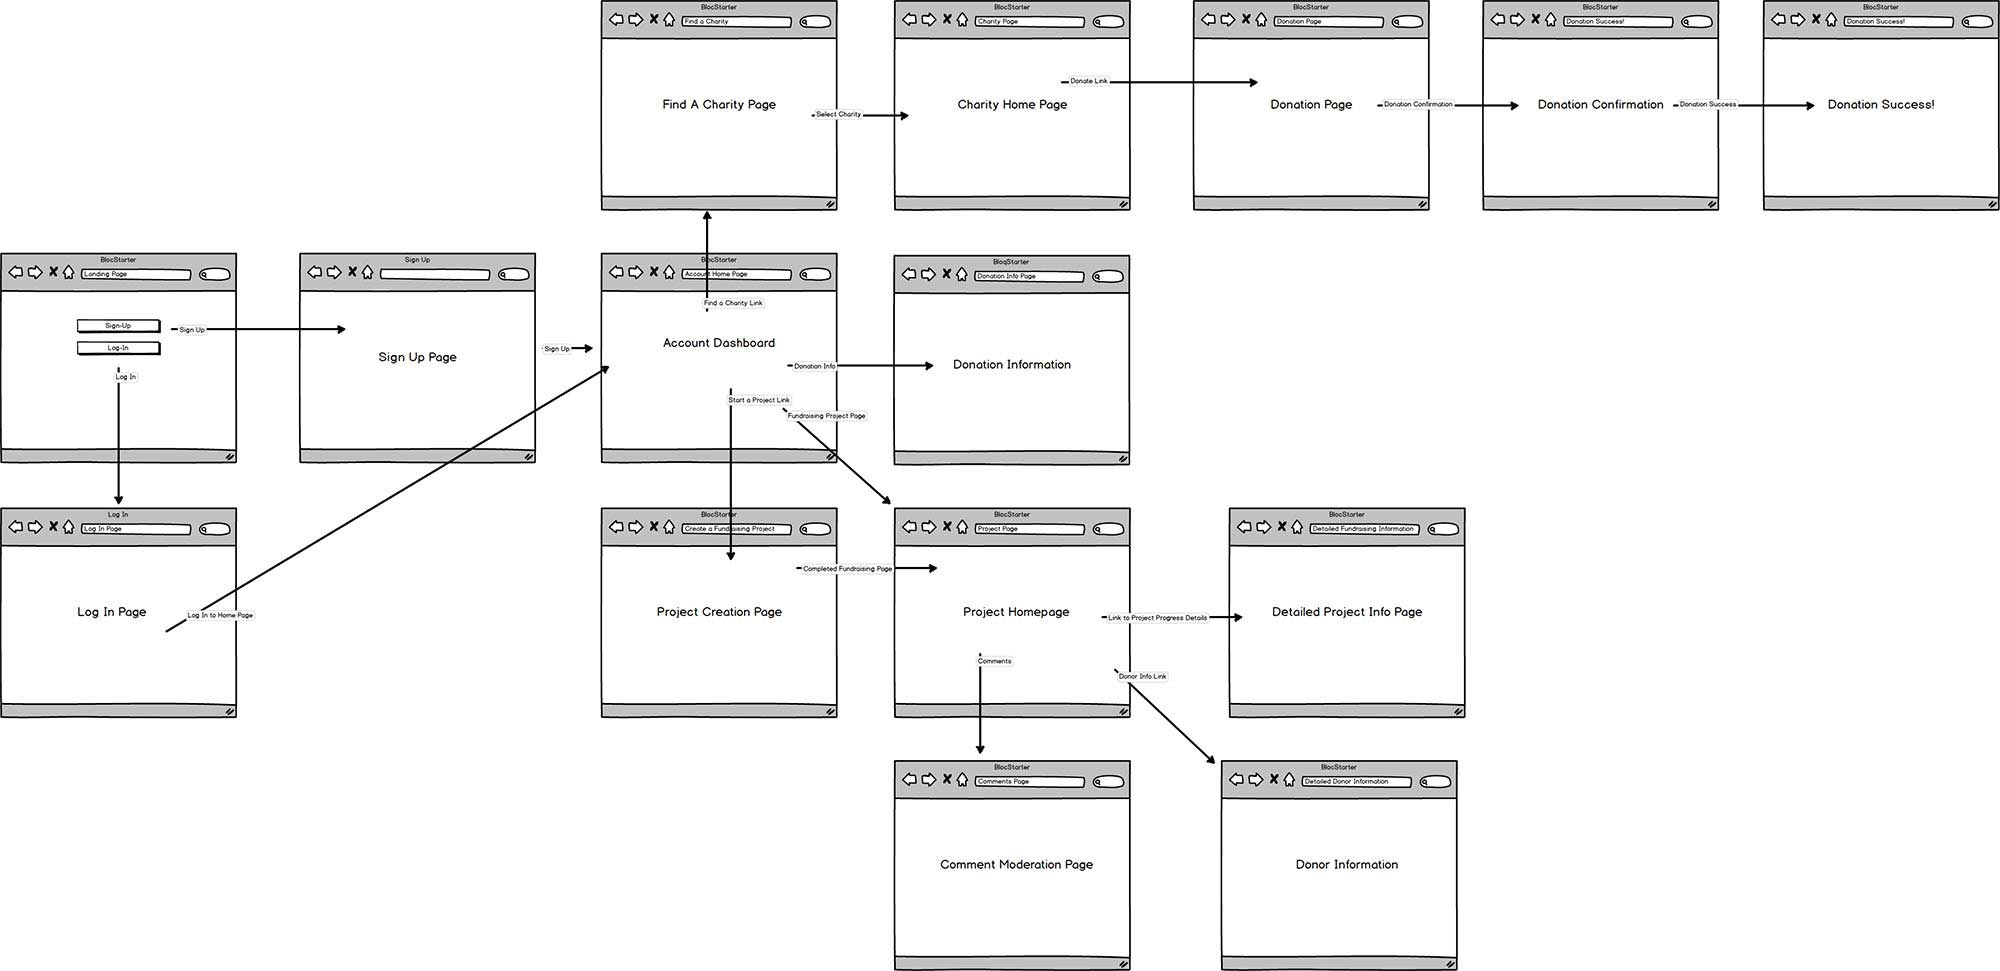 BlocStarter
Find a Charity
Find A Charity Page
Select Charity
BlocStarter
Charity Page
Charity Home Page
Donate Link
BlocStarter
Donation Page
Donation Page
Donation Confirmation
BlocStarter
Donation Success!
Donation Confirmation
Donation Success
BlocStarter
Donation Success!
Donation Success!
BlocStarter
Landing Page
Sign-Up
Log-In
Sign Up
Log In
Sign Up
Sign Up Page
Sign Up
BlocStarter
Account Home Page
Find a Charity Link
Account Dashboard
Donation Info
Start a Project Link
Fundraising Project Page
BloqStarter
Donation Info Page
Donation Information
Log In
Log In Page
Log In Page
Log In to Home Page
BlocStarter
Create a Fundraising Project
Completed Fundraising Page
Project Creation Page
BlocStarter
Project Page
Project Homepage
Link to Project Progress Details
Comments
Donor Info Link
BlocStarter
Detailed Fundraising Information
Detailed Project Info Page
BlocStarter
Comments Page
Comment Moderation Page
BlocStarter
Detailed Donor Information
Donor Information